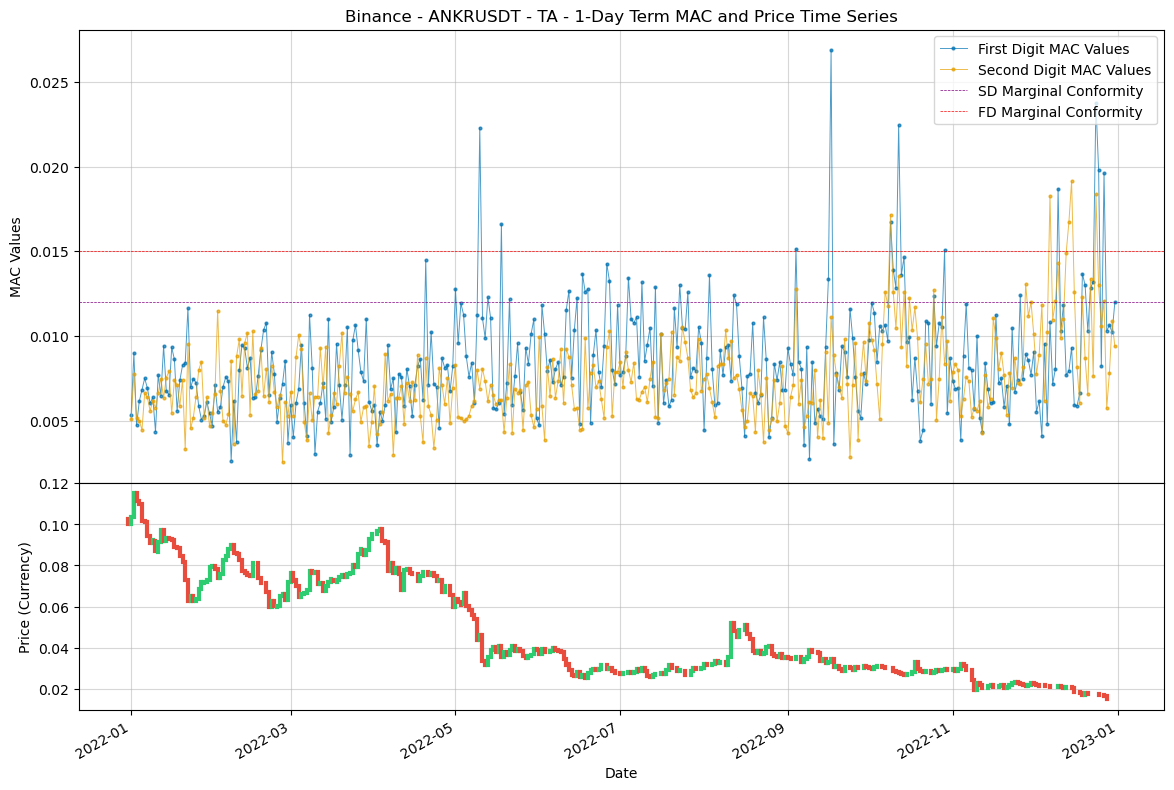 Binance - ANKRUSDT - TA - 1-Day Term MAC and Price Time Series
First Digit MAC Values
Second Digit MAC Values
SD Marginal Conformity
FD Marginal Conformity
MAC Values
0.025
0.020
0.015
0.010
0.005
Price (Currency)
0.12
0.10
0.08
0.06
0.04
0.02
2022-01
2022-03
2022-05
2022-07
2022-09
2022-11
2023-01
Date